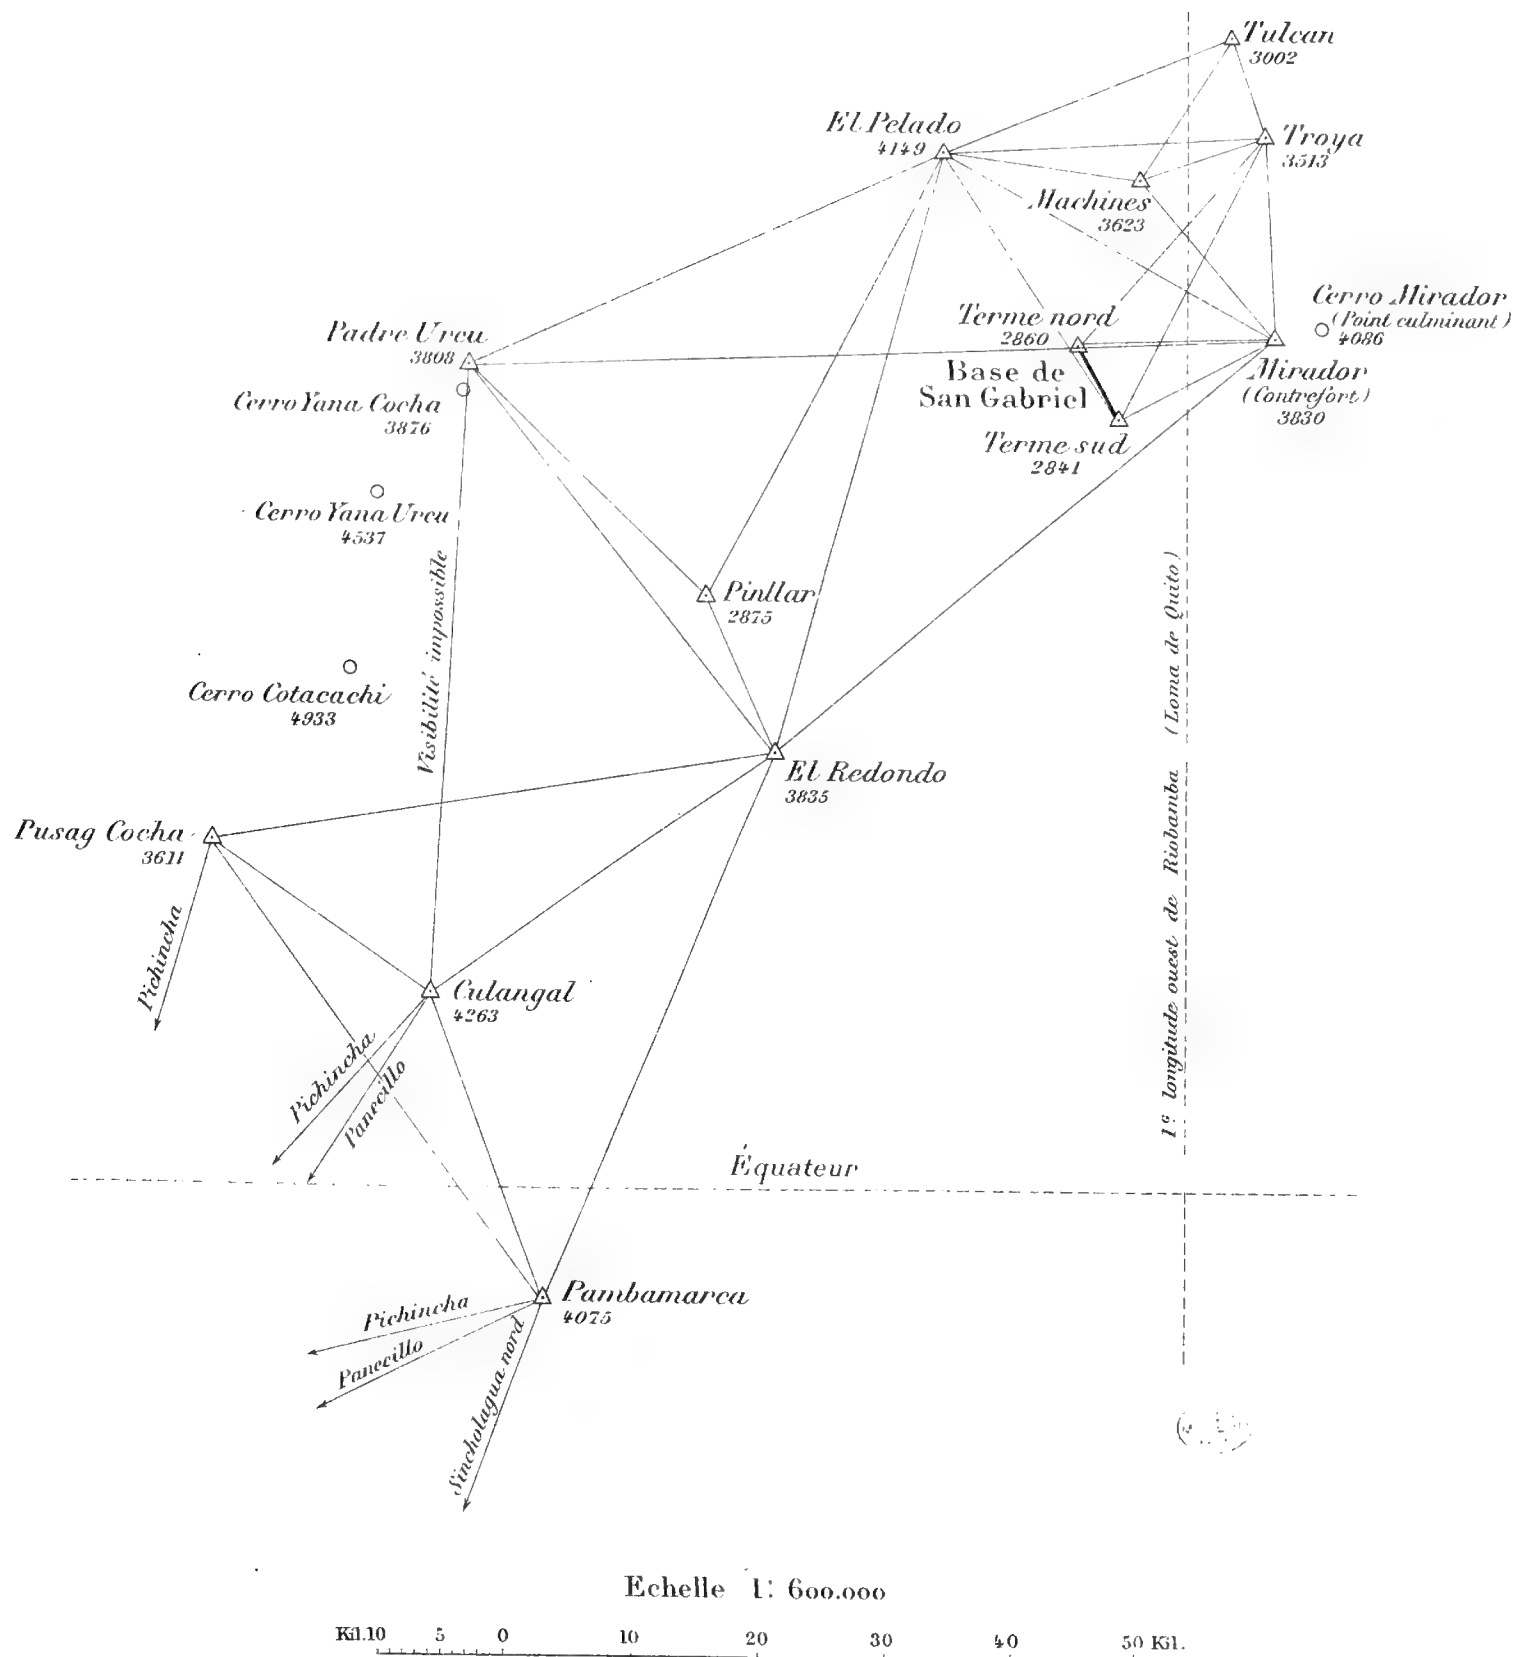 Tulcan
3002
El Pelado
4149
Troya
3513
Machines
3623
Cerro Mirador
(Point culminant)
4086
Terme nord
2860
Padre Urcu
3808
Base de
San Gabriel
Mirador
(Contrefort)
3830
Cerro Yana Cocha
3876
Terme sud
2841
Cerro Yana Urcu
4537
Visibilité impossible
Pinllar
2875
1ᴳ longitude ouest de Riobamba (Loma de Quito)
Cerro Cotacachi
4933
El Redondo
3835
Pusag Cocha
3611
Pichincha
Culangal
4263
Pichincha
Panecillo
Équateur
Pambamarca
4075
Pichincha
Panecillo
Sincholagua nord
Echelle 1: 600.000
Kil.10 5 0 10 20 30 40 50 Kil.